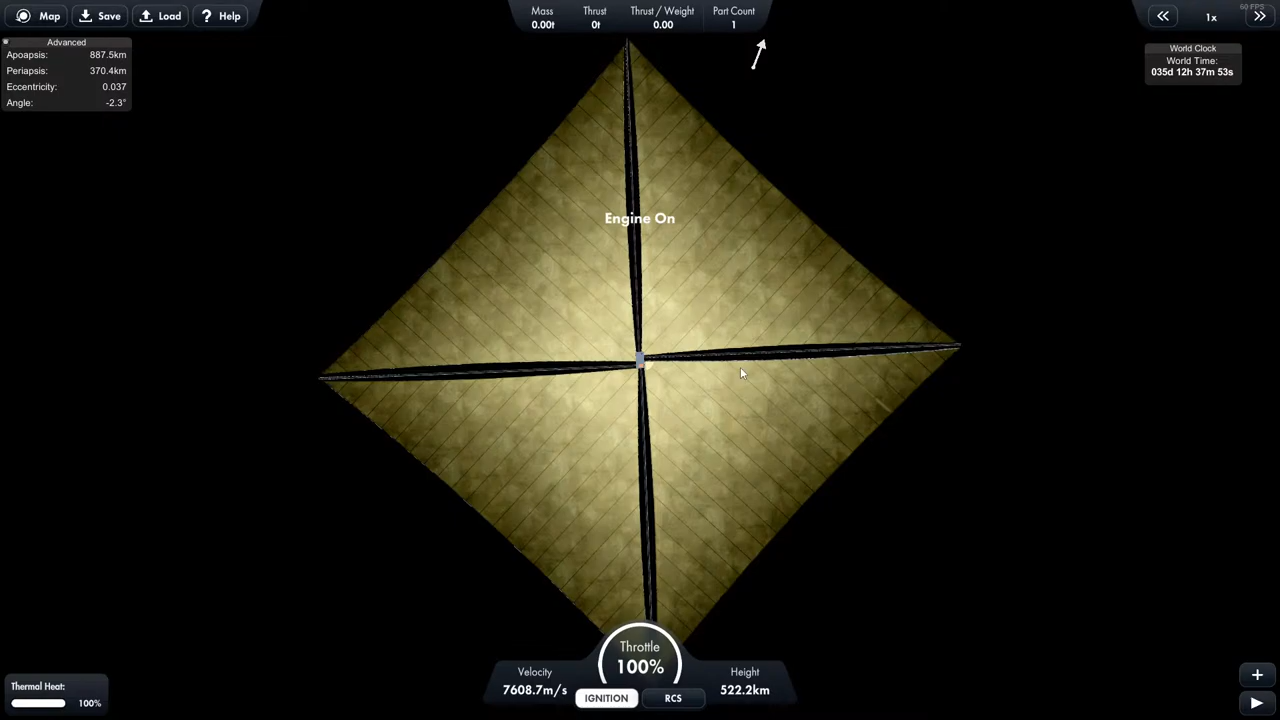 Map
Save
Load
Help
Mass
0.00t
Thrust
0t
Thrust / Weight
0.00
Part Count
1
1x
60 FPS
Advanced
Apoapsis: 887.5km
Periapsis: 370.4km
Eccentricity: 0.037
Angle: -2.3°
World Clock
World Time:
035d 12h 37m 53s
Engine On
Throttle
100%
Velocity
7608.7m/s
Height
522.2km
IGNITION
RCS
Thermal Heat:
100%